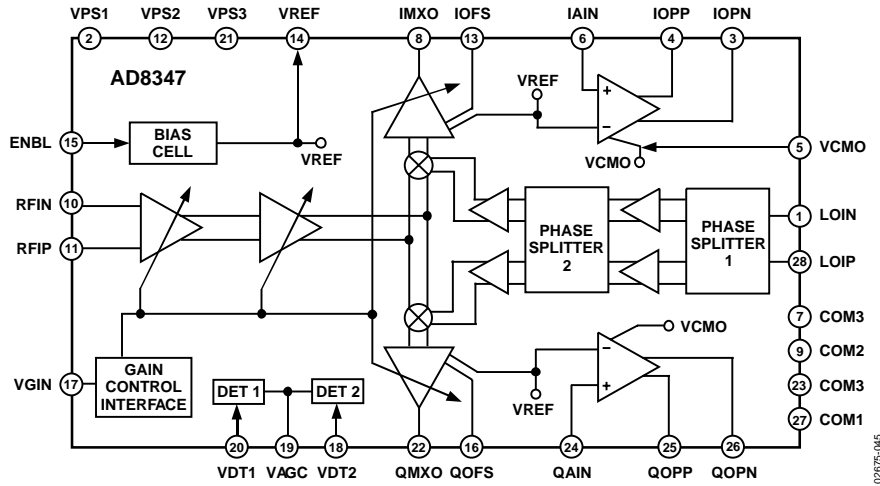 VPS1 VPS2 VPS3 VREF IMXO IOFS IAIN IOPP IOPN
2 12 21 14 8 13 6 4 3
AD8347
VREF
+
−
ENBL 15
BIAS
CELL
VREF
VCMO
5 VCMO
RFIN 10
RFIP 11
PHASE
SPLITTER
2
PHASE
SPLITTER
1
1 LOIN
28 LOIP
7 COM3
VCMO
9 COM2
VGIN 17
GAIN
CONTROL
INTERFACE
DET 1
DET 2
−
+
VREF
23 COM3
27 COM1
20 19 18 22 16 24 25 26
VDT1 VAGC VDT2 QMXO QOFS QAIN QOPP QOPN
02675-045